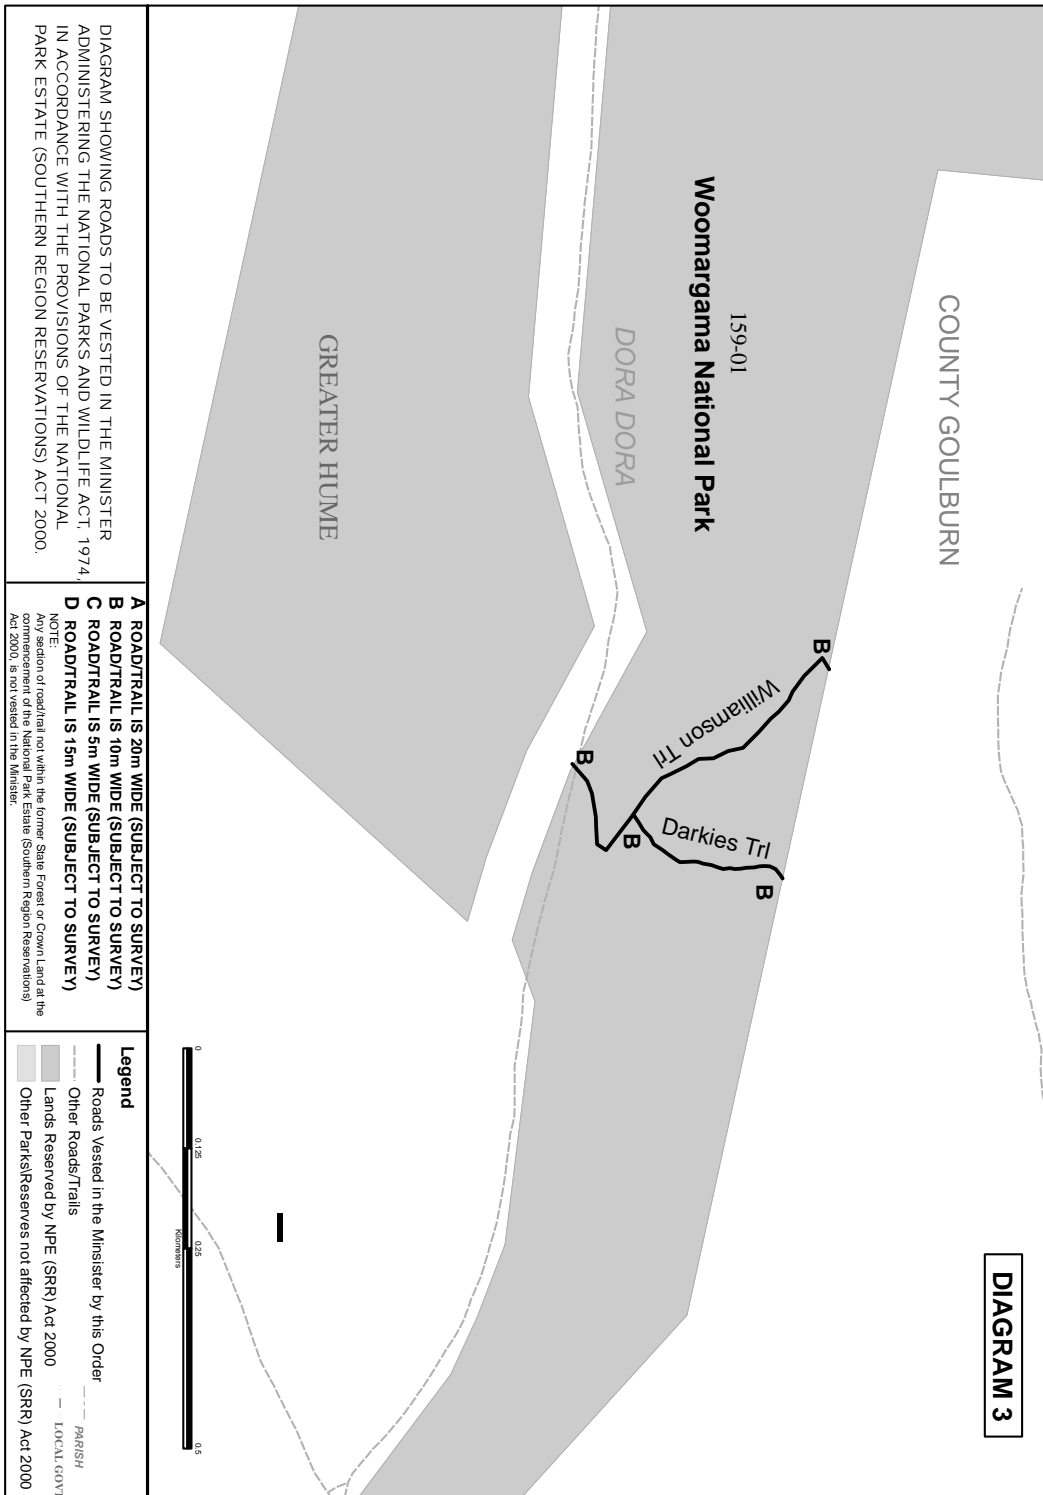 DIAGRAM 3
COUNTY GOULBURN
159-01
Woomargama National Park
DORA DORA
GREATER HUME
B
Williamson Trl
B
Darkies Trl
B
B
0 0.125 0.25 0.5
Kilometers
DIAGRAM SHOWING ROADS TO BE VESTED IN THE MINISTER
ADMINISTERING THE NATIONAL PARKS AND WILDLIFE ACT, 1974,
IN ACCORDANCE WITH THE PROVISIONS OF THE NATIONAL
PARK ESTATE (SOUTHERN REGION RESERVATIONS) ACT 2000.
A ROAD/TRAIL IS 20m WIDE (SUBJECT TO SURVEY)
B ROAD/TRAIL IS 10m WIDE (SUBJECT TO SURVEY)
C ROAD/TRAIL IS 5m WIDE (SUBJECT TO SURVEY)
D ROAD/TRAIL IS 15m WIDE (SUBJECT TO SURVEY)
NOTE:
Any section of road/trail not within the former State Forest or Crown Land at the
commencement of the National Park Estate (Southern Region Reservations)
Act 2000, is not vested in the Minister.
Legend
Roads Vested in the Minsister by this Order
Other Roads/Trails
Lands Reserved by NPE (SRR) Act 2000
Other Parks\Reserves not affected by NPE (SRR) Act 2000
PARISH
LOCAL GOVT